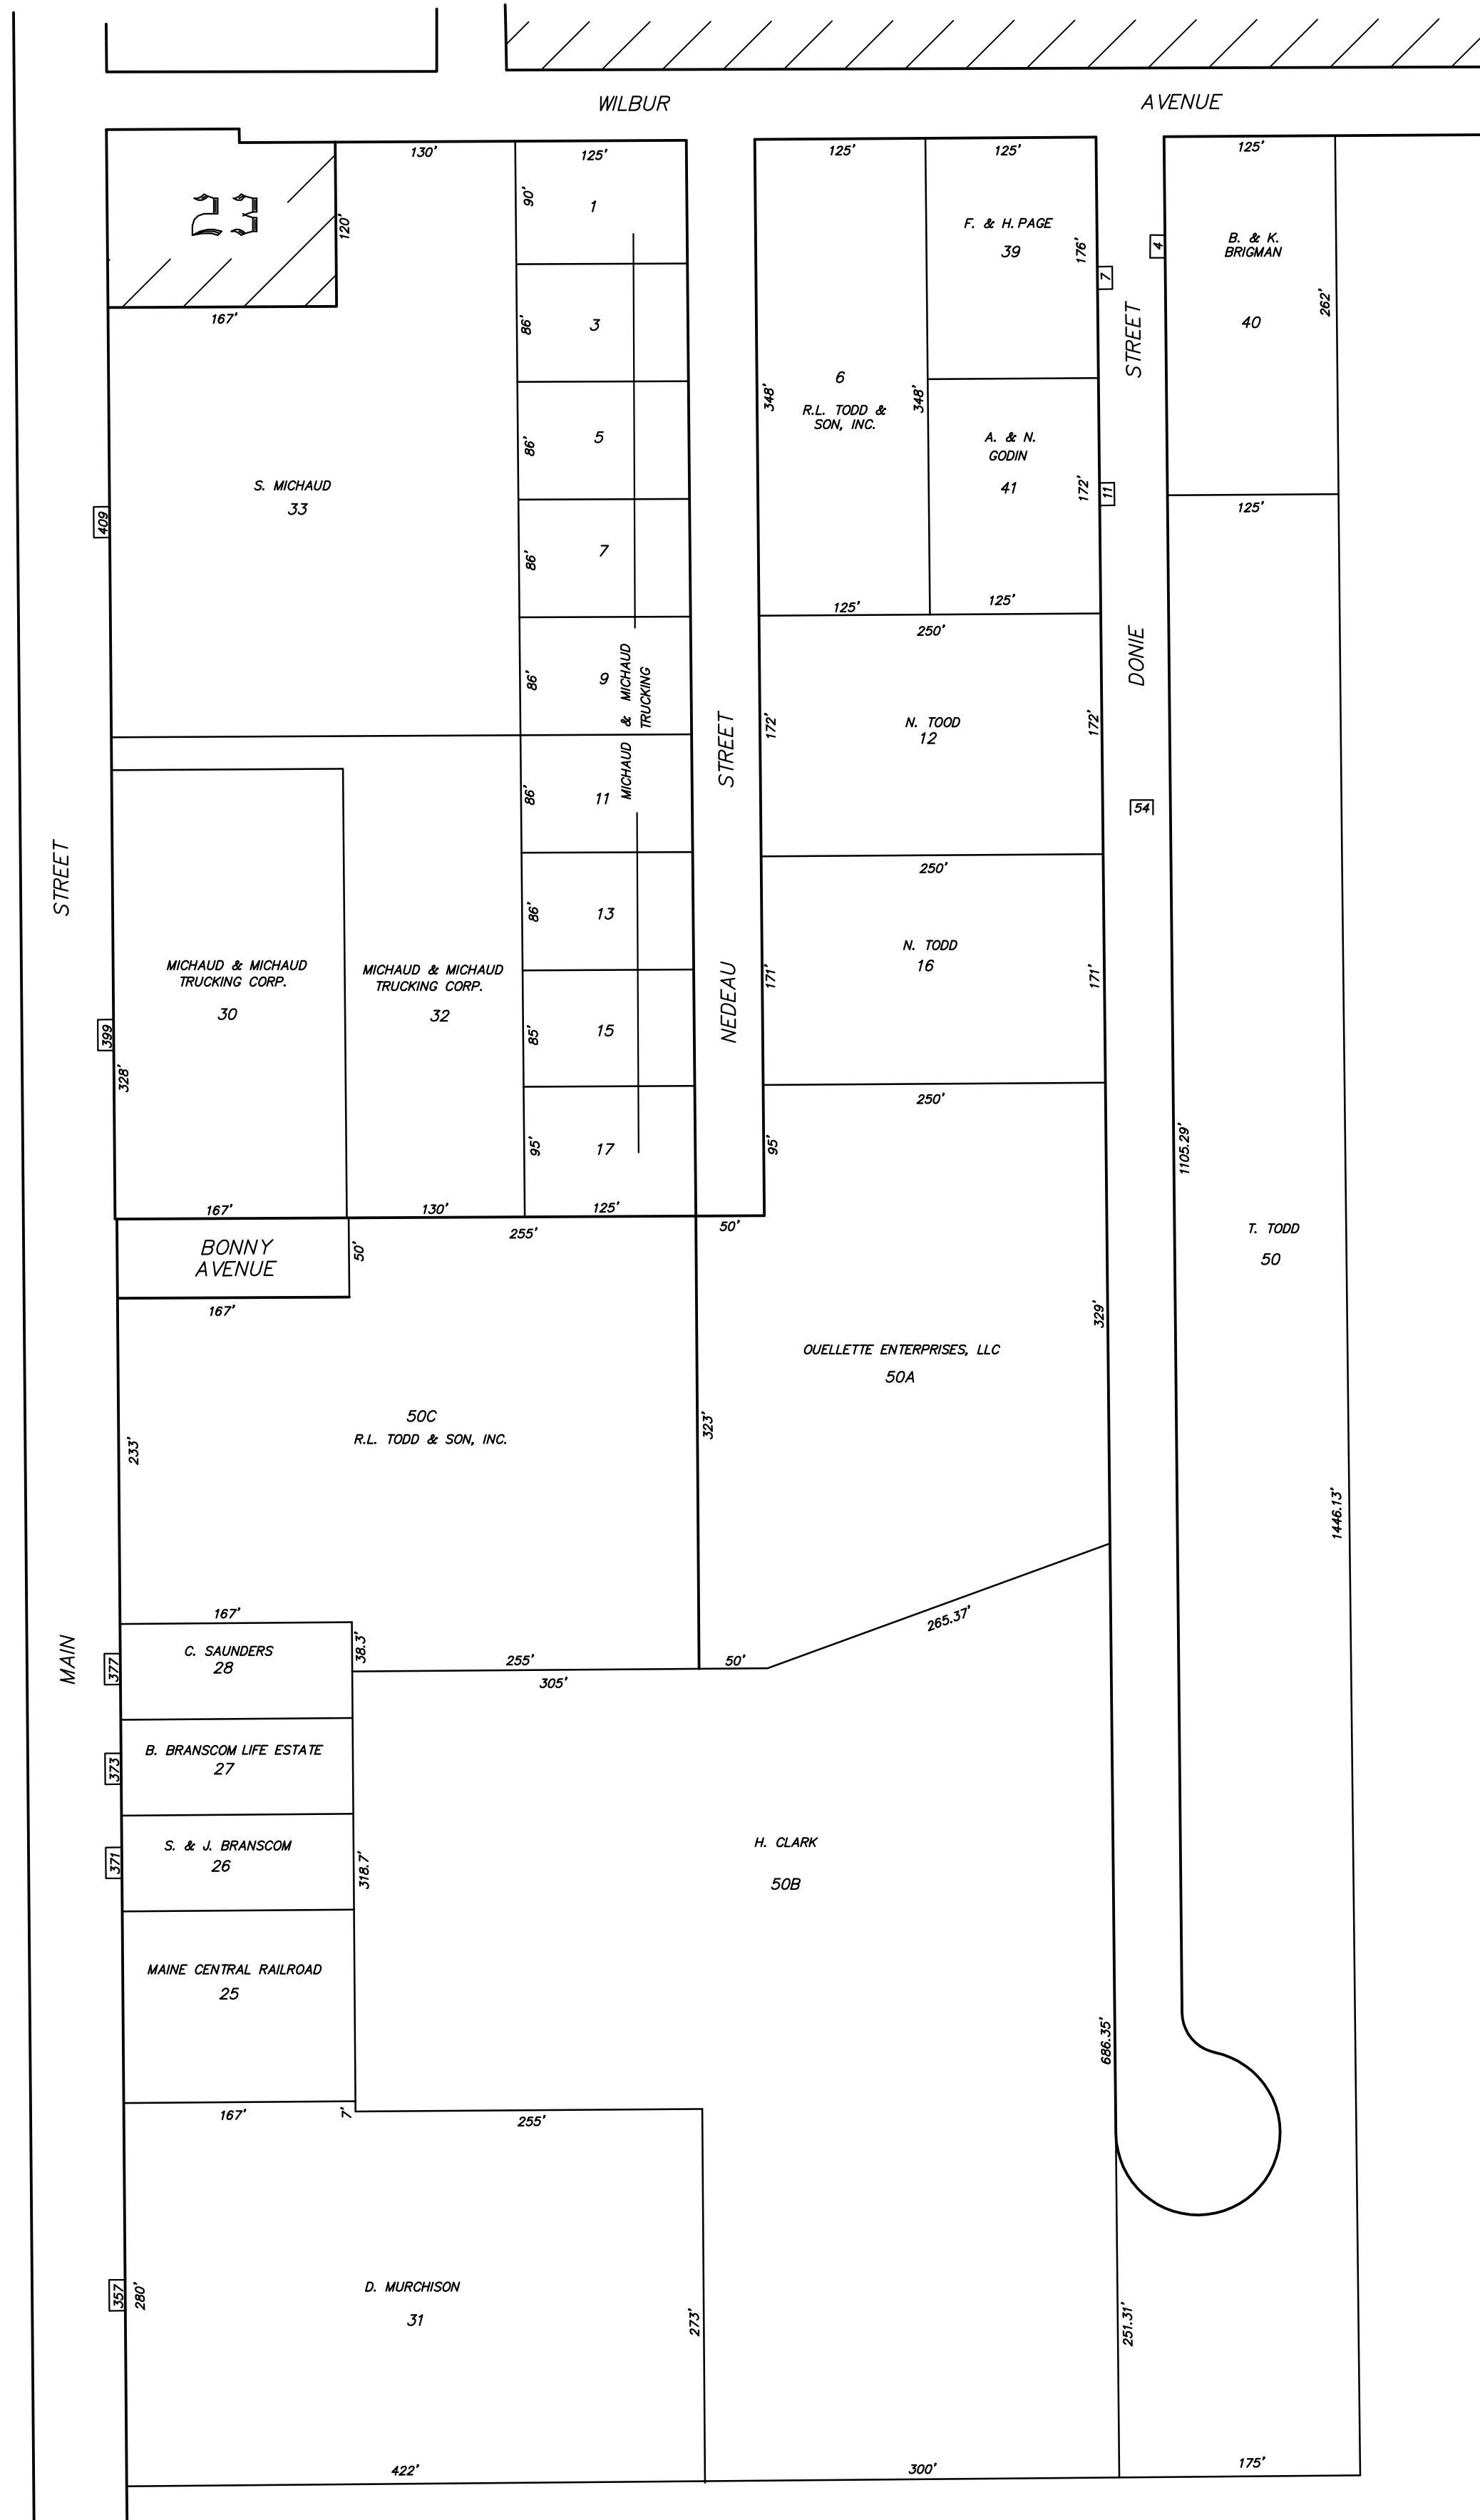 WILBUR AVENUE
130'
125'
125'
125'
125'
23
120'
167'
90'
1
86'
3
86'
5
86'
7
86'
9
86'
11
86'
13
85'
15
95'
17
MICHAUD & MICHAUD
TRUCKING
F. & H. PAGE
39
176'
7
4
B. & K.
BRIGMAN
40
262'
125'
6
R.L. TODD &
SON, INC.
348'
348'
A. & N.
GODIN
41
172'
11
125'
125'
250'
S. MICHAUD
33
409
N. TOOD
12
172'
172'
250'
54
N. TODD
16
171'
171'
250'
95'
DONIE STREET
NEDEAU STREET
MAIN STREET
MICHAUD & MICHAUD
TRUCKING CORP.
30
MICHAUD & MICHAUD
TRUCKING CORP.
32
399
328'
167'
130'
125'
255'
50'
BONNY
AVENUE
50'
167'
1105.29'
T. TODD
50
329'
OUELLETTE ENTERPRISES, LLC
50A
50C
R.L. TODD & SON, INC.
233'
323'
1446.13'
265.37'
167'
C. SAUNDERS
28
377
38.3'
255'
50'
305'
B. BRANSCOM LIFE ESTATE
27
373
S. & J. BRANSCOM
26
371
318.7'
H. CLARK
50B
MAINE CENTRAL RAILROAD
25
686.35'
167'
7'
255'
D. MURCHISON
31
357
280'
273'
251.31'
422'
300'
175'